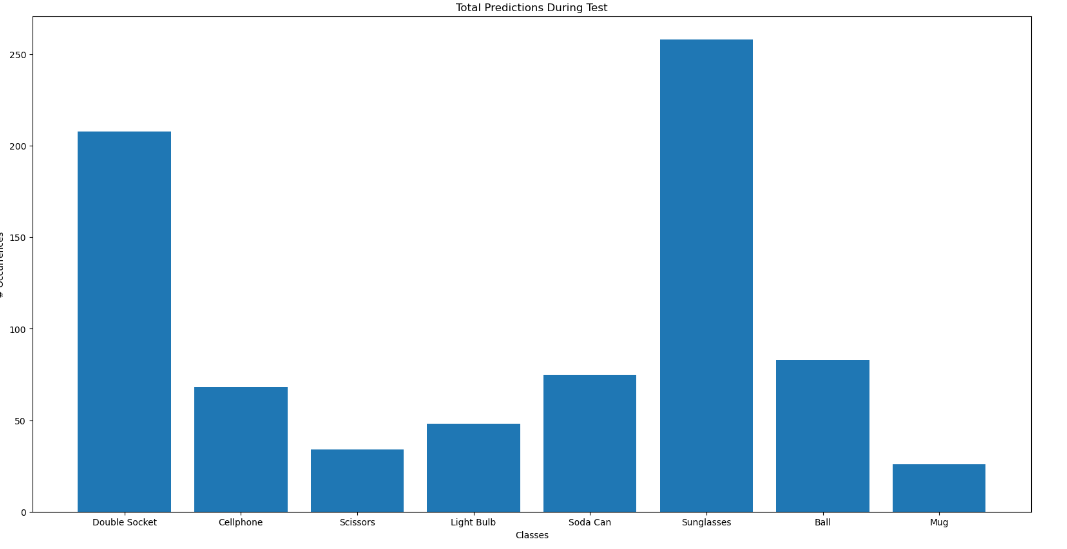 Total Predictions During Test
250
200
150
100
50
0
# Occurrences
Double Socket Cellphone Scissors Light Bulb Soda Can Sunglasses Ball Mug
Classes